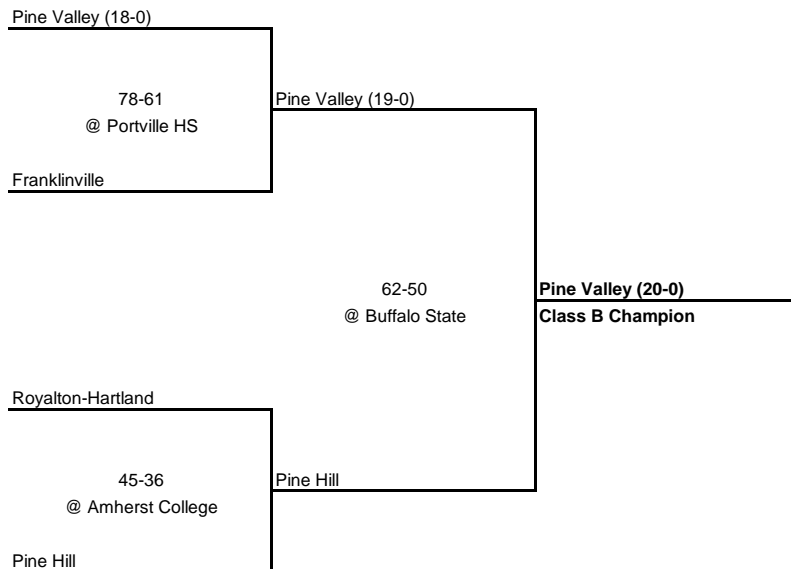 Pine Valley (18-0)
78-61
@ Portville HS
Pine Valley (19-0)
Franklinville
62-50
@ Buffalo State
Pine Valley (20-0)
Class B Champion
Royalton-Hartland
45-36
@ Amherst College
Pine Hill
Pine Hill